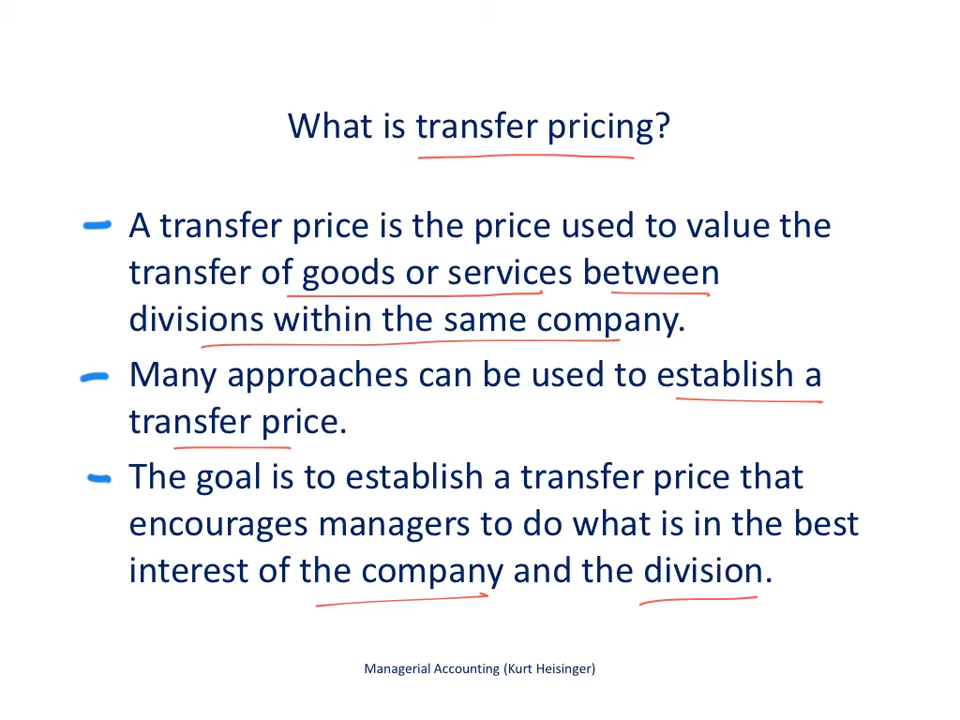 What is transfer pricing?
A transfer price is the price used to value the
transfer of goods or services between
divisions within the same company.
Many approaches can be used to establish a
transfer price.
The goal is to establish a transfer price that
encourages managers to do what is in the best
interest of the company and the division.
Managerial Accounting (Kurt Heisinger)